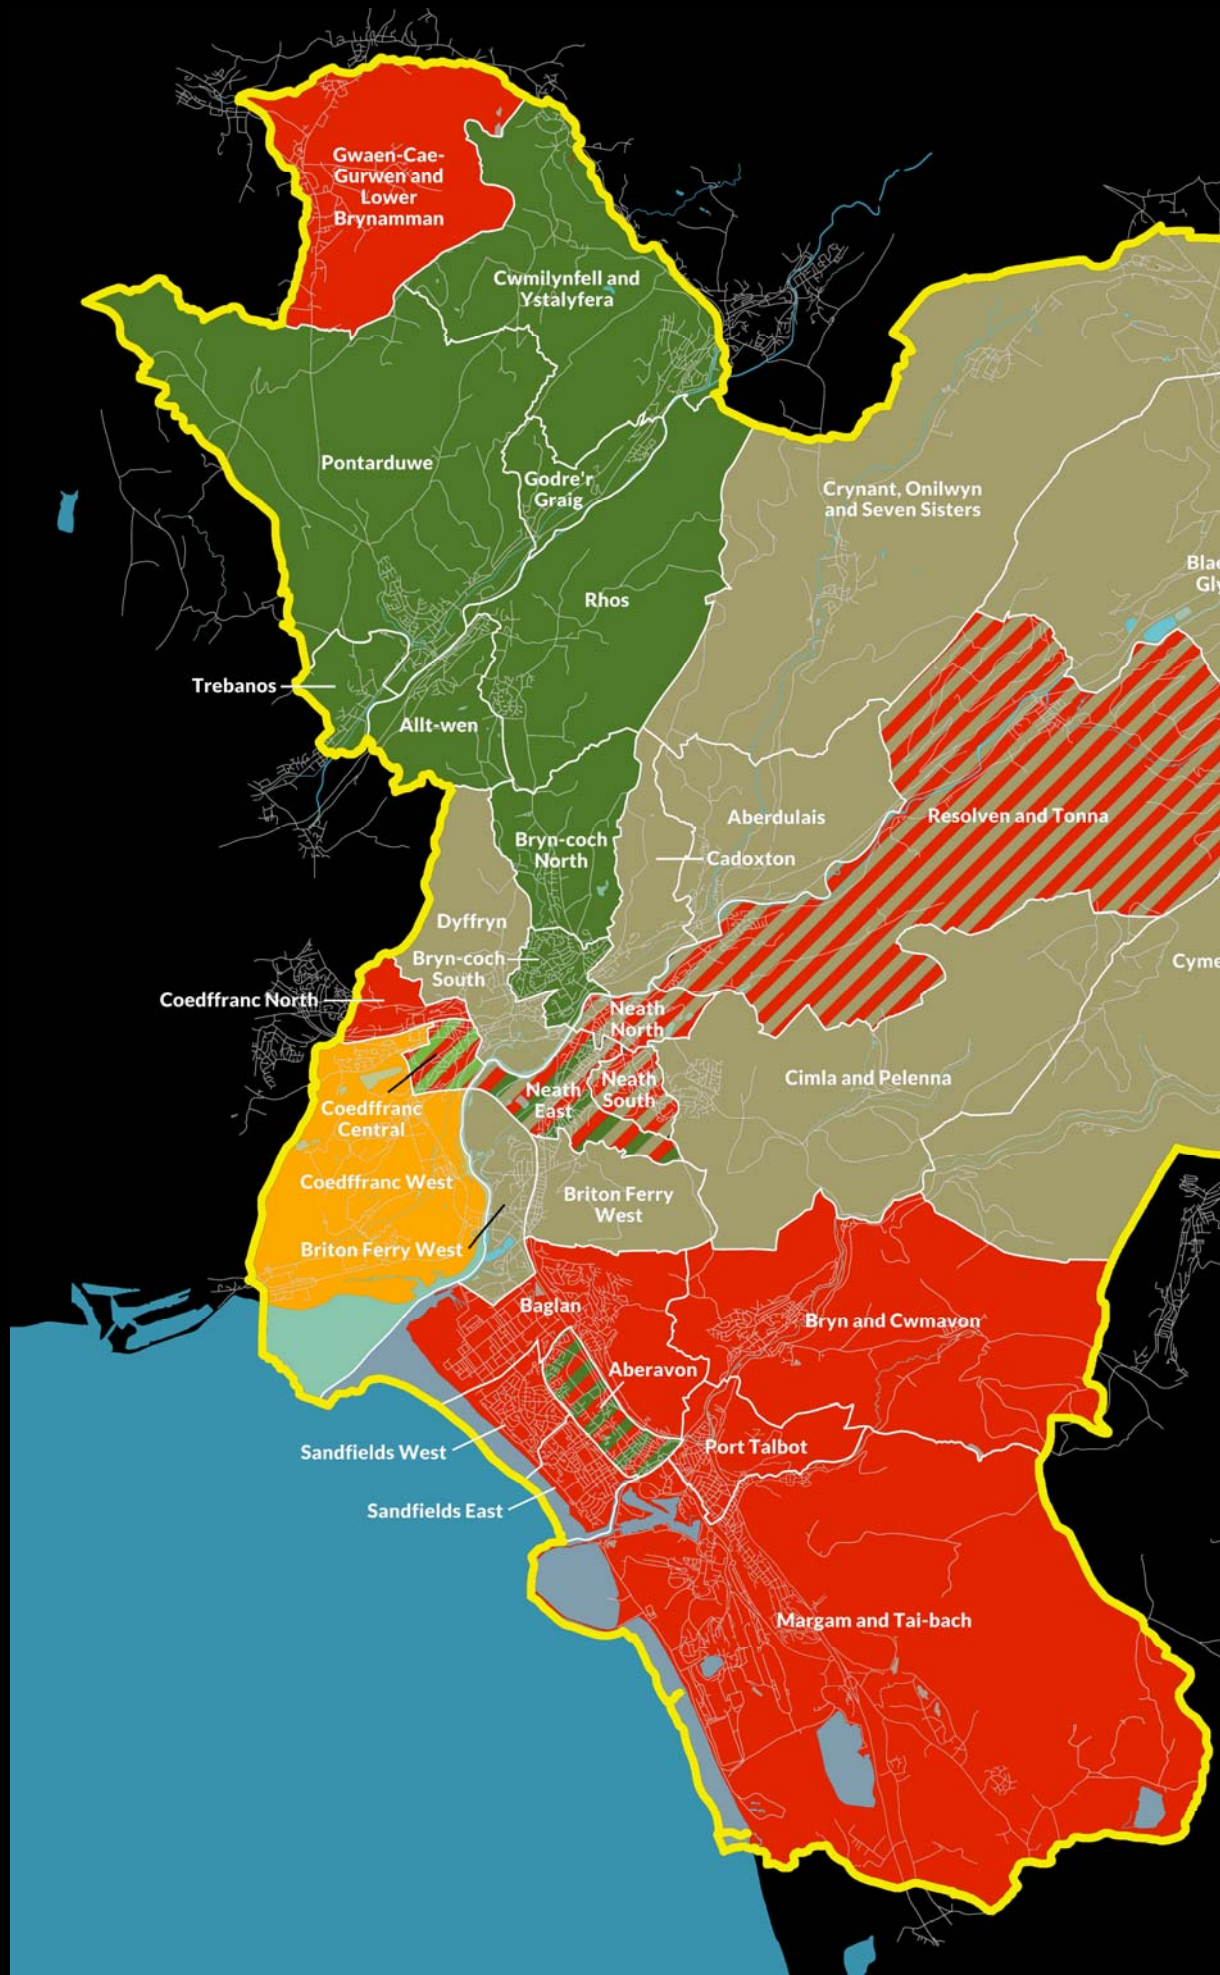 Gwaen-Cae-
Gurwen and
Lower
Brynamman
Cwmilynfell and
Ystalyfera
Pontarduwe
Godre'r
Graig
Crynant, Onilwyn
and Seven Sisters
Rhos
Trebanos
Allt-wen
Aberdulais
Resolven and Tonna
Bryn-coch
North
Cadoxton
Dyffryn
Bryn-coch
South
Coedffranc North
Neath
North
Cimla and Pelenna
Neath
South
Neath
East
Coedffranc
Central
Coedffranc West
Briton Ferry
West
Briton Ferry West
Baglan
Bryn and Cwmavon
Aberavon
Port Talbot
Sandfields West
Sandfields East
Margam and Tai-bach